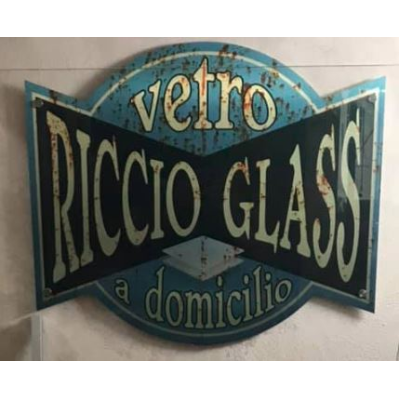 vetro
RICCIO GLASS
a domicilio